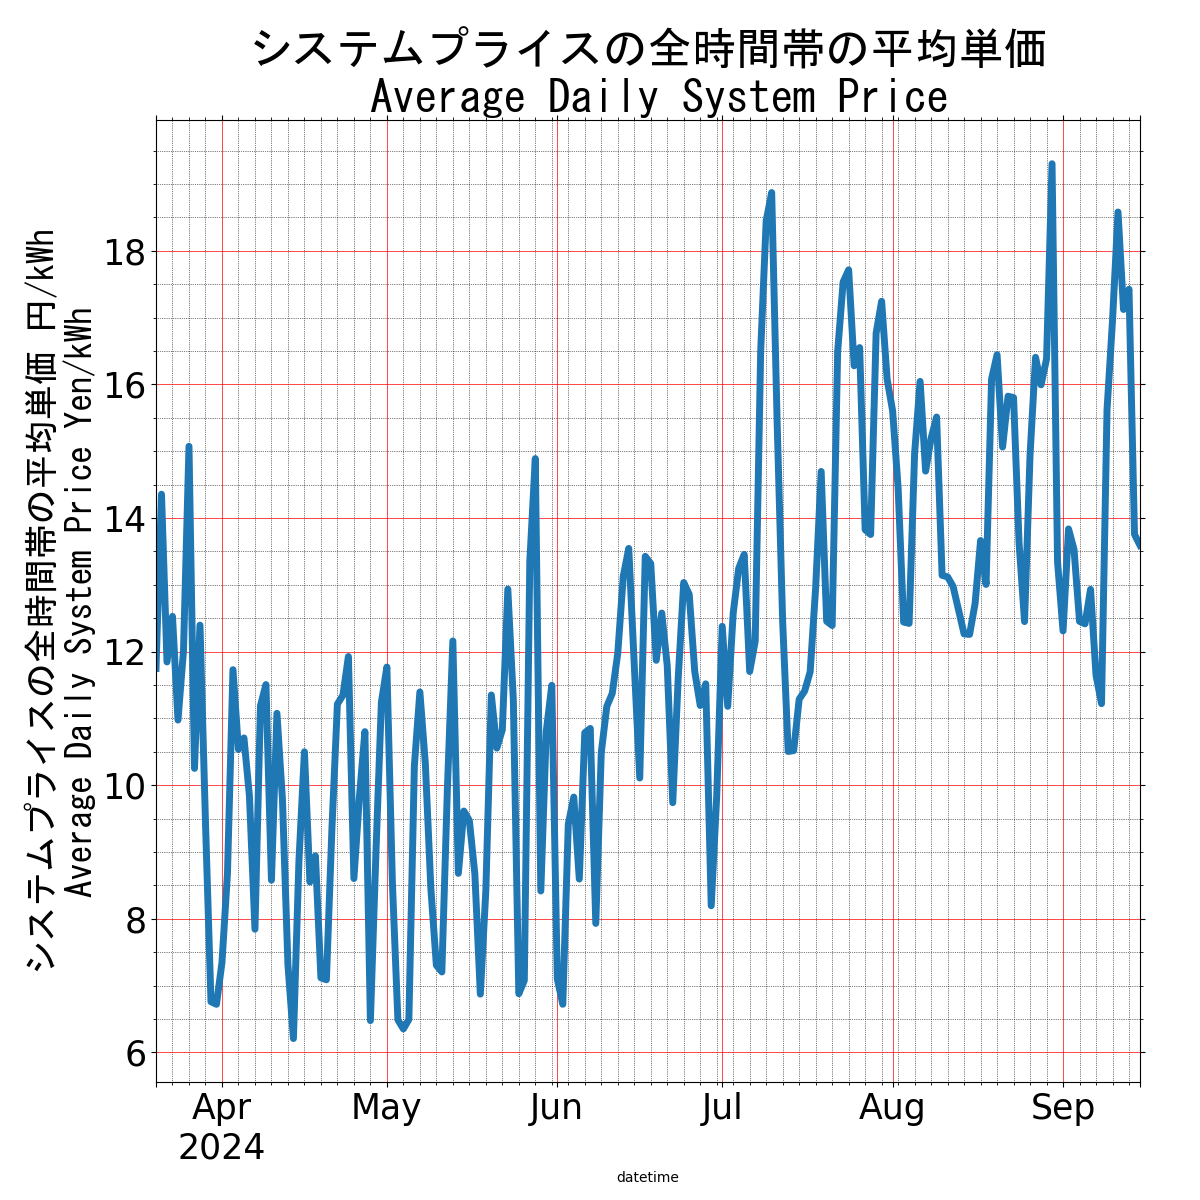 システムプライスの全時間帯の平均単価
Average Daily System Price
システムプライスの全時間帯の平均単価 円/kWh
Average Daily System Price Yen/kWh
18
16
14
12
10
8
6
Apr
2024
May
Jun
Jul
Aug
Sep
datetime